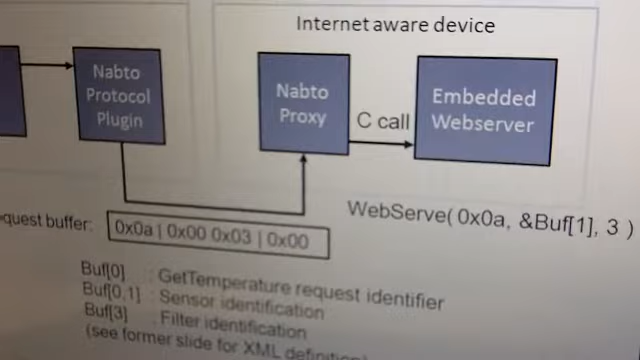 Internet aware device
Nabto
Protocol
Plugin
Nabto
Proxy
C call
Embedded
Webserver
WebServe( 0x0a, &Buf[1], 3 )
quest buffer:
0x0a | 0x00 0x03 | 0x00
Buf[0] : GetTemperature request identifier
Buf[0,1] : Sensor identification
Buf[3] : Filter identification
(see former slide for XML definition)